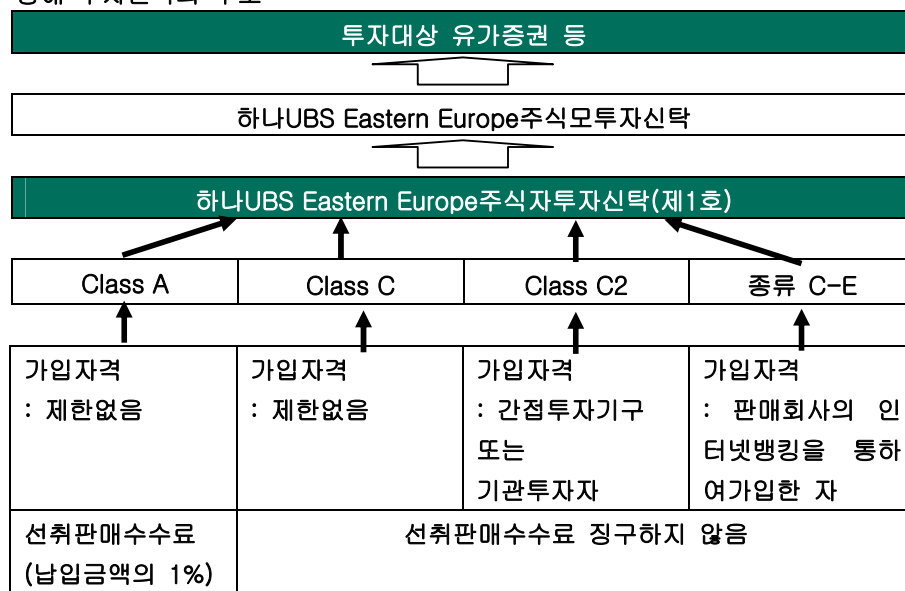 투자대상 유가증권 등
하나UBS Eastern Europe주식모투자신탁
하나UBS Eastern Europe주식자투자신탁(제1호)
Class A
Class C
Class C2
종류 C-E
가입자격
: 제한없음
가입자격
: 제한없음
가입자격
: 간접투자기구
또는
기관투자자
가입자격
: 판매회사의 인
터넷뱅킹을 통하
여가입한 자
선취판매수수료
(납입금액의 1%)
선취판매수수료 징구하지 않음